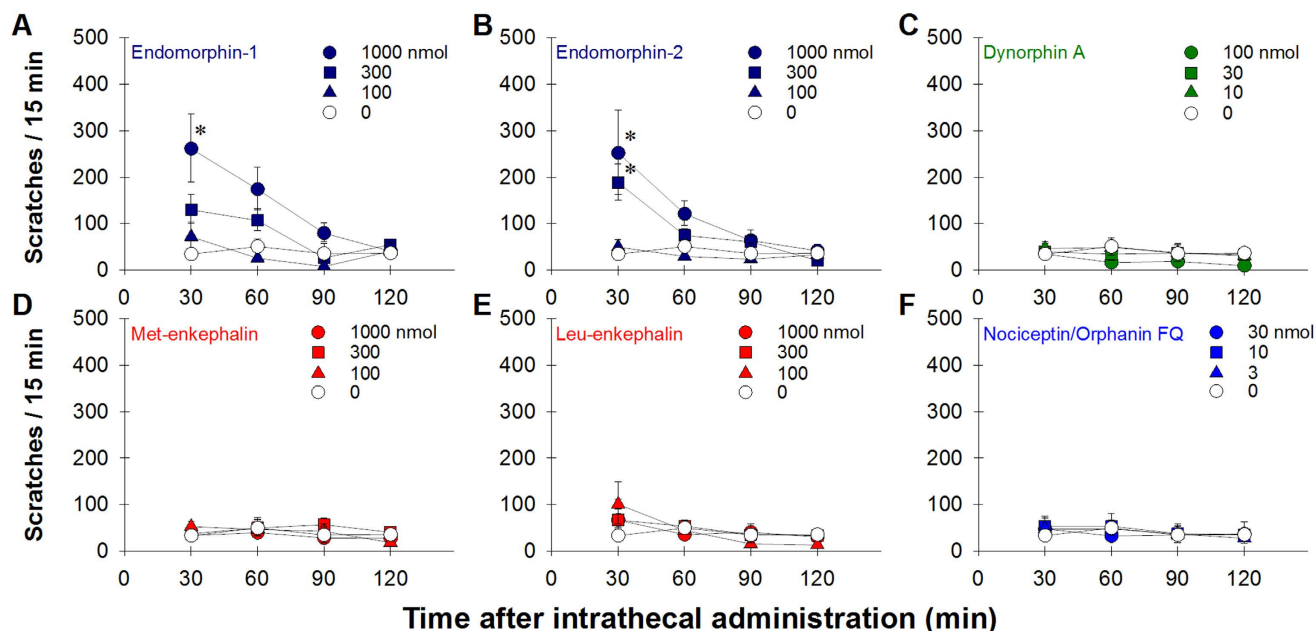 A
Endomorphin-1
1000 nmol
300
100
0
*
500
400
300
200
100
0
0 30 60 90 120
Scratches / 15 min
B
Endomorphin-2
1000 nmol
300
100
0
*
*
500
400
300
200
100
0
0 30 60 90 120
C
Dynorphin A
100 nmol
30
10
0
500
400
300
200
100
0
0 30 60 90 120
D
Met-enkephalin
1000 nmol
300
100
0
500
400
300
200
100
0
0 30 60 90 120
Scratches / 15 min
E
Leu-enkephalin
1000 nmol
300
100
0
500
400
300
200
100
0
0 30 60 90 120
F
Nociceptin/Orphanin FQ
30 nmol
10
3
0
500
400
300
200
100
0
0 30 60 90 120
Time after intrathecal administration (min)